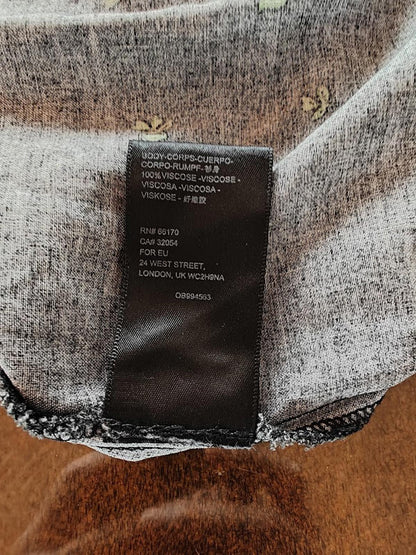 BODY-CORPS-CUERPO-
CORPO-RUMPF-
100%VISCOSE -VISCOSE -
VISCOSA -VISCOSA -
VISKOSE -
RN# 66170
CA# 32054
FOR EU
24 WEST STREET,
LONDON, UK WC2H9NA
OB994563